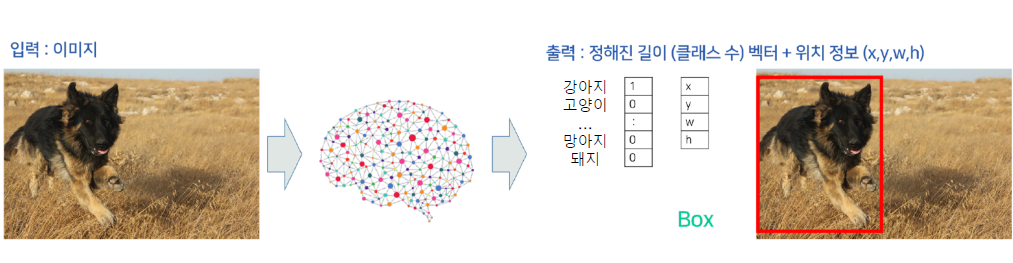 입력 : 이미지
출력 : 정해진 길이 (클래스 수) 벡터 + 위치 정보 (x,y,w,h)
강아지 1 x
고양이 0 y
... : w
망아지 0 h
돼지 0
Box